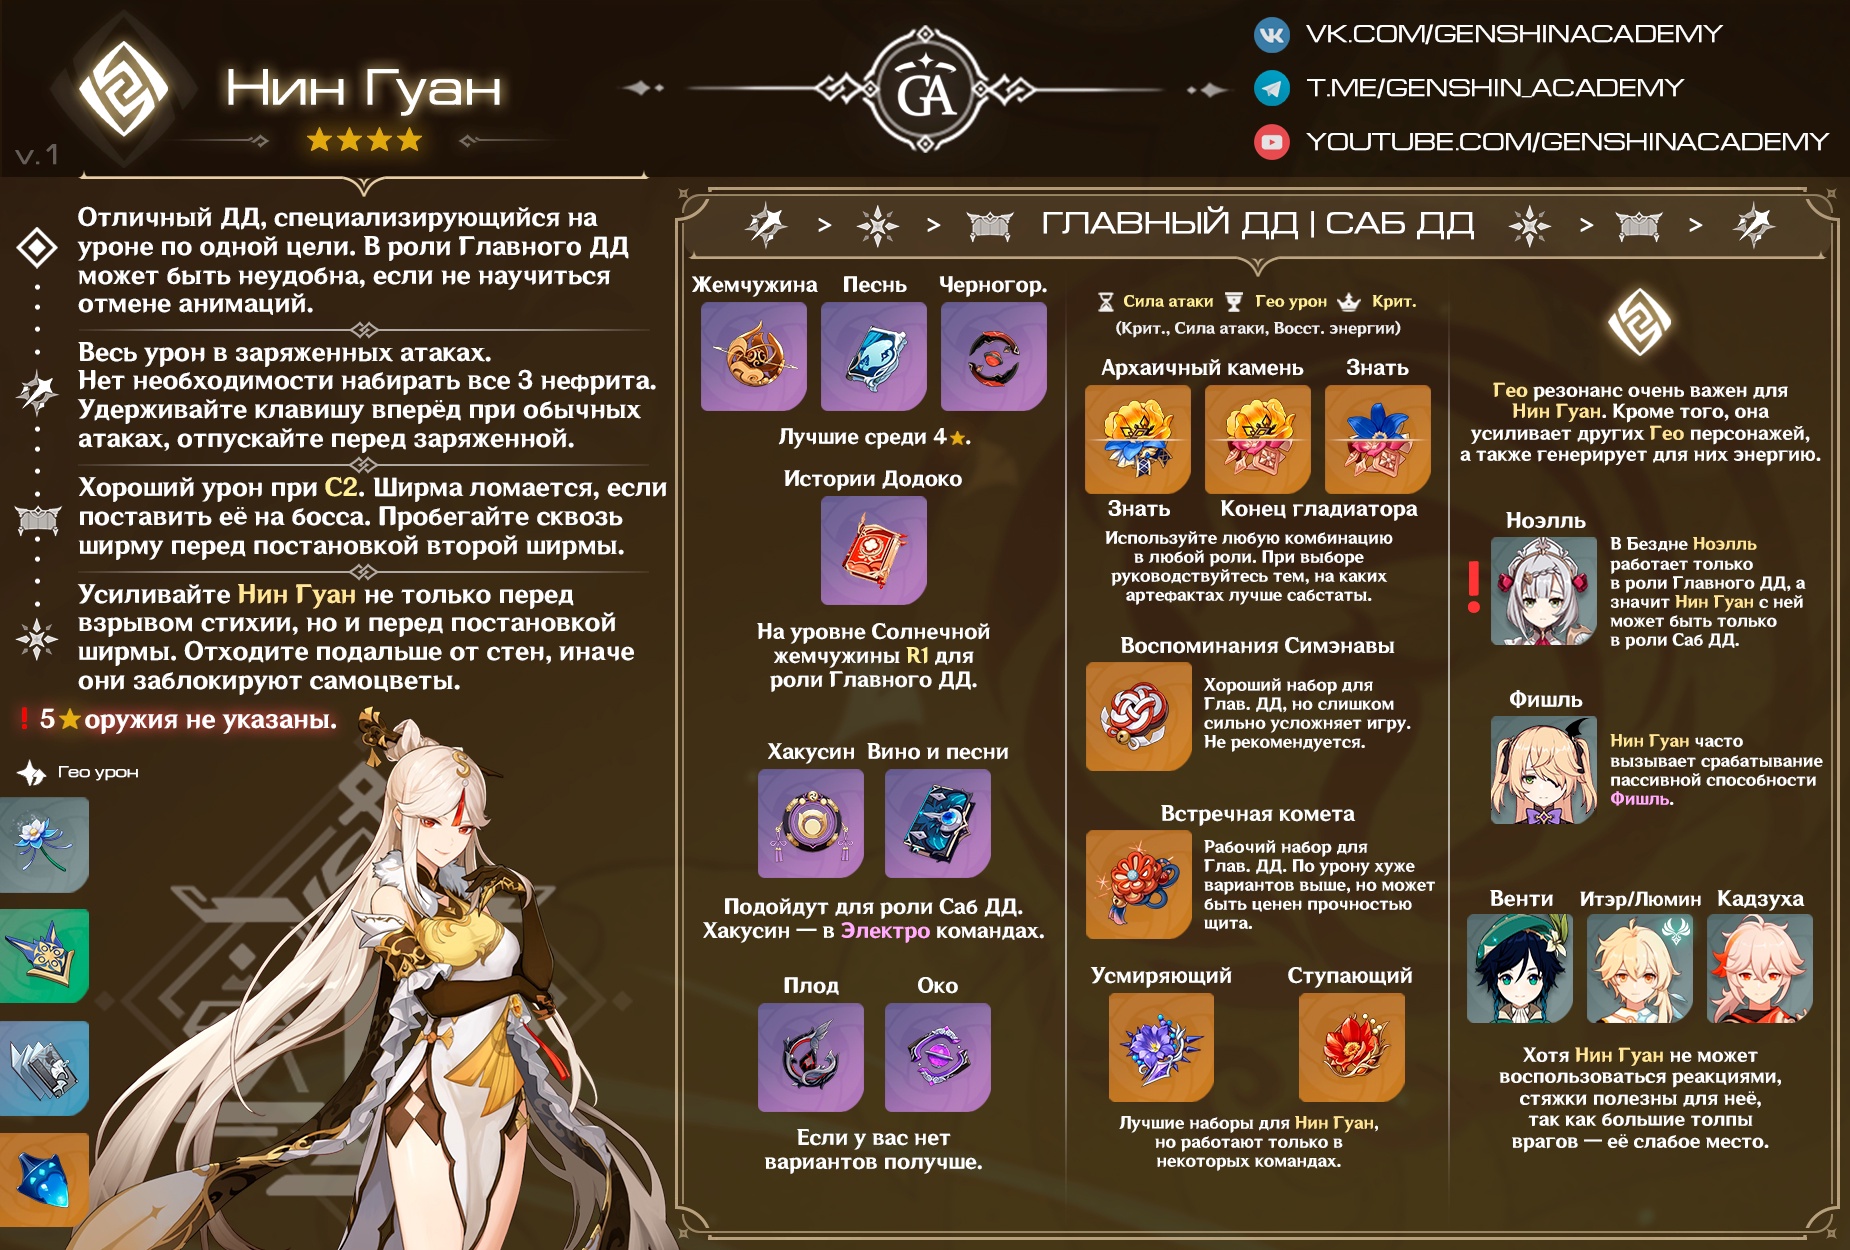 Нин Гуан
v.1
GA
VK.COM/GENSHINACADEMY
T.ME/GENSHIN_ACADEMY
YOUTUBE.COM/GENSHINACADEMY
Отличный ДД, специализирующийся на
уроне по одной цели. В роли Главного ДД
может быть неудобна, если не научиться
отмене анимаций.
Весь урон в заряженных атаках.
Нет необходимости набирать все 3 нефрита.
Удерживайте клавишу вперёд при обычных
атаках, отпускайте перед заряженной.
Хороший урон при С2. Ширма ломается, если
поставить её на босса. Пробегайте сквозь
ширму перед постановкой второй ширмы.
Усиливайте Нин Гуан не только перед
взрывом стихии, но и перед постановкой
ширмы. Отходите подальше от стен, иначе
они заблокируют самоцветы.
! 5★ оружия не указаны.
Гео урон
> > ГЛАВНЫЙ ДД | САБ ДД > >
Жемчужина Песнь Черногор.
Лучшие среди 4★.
Истории Додоко
На уровне Солнечной
жемчужины R1 для
роли Главного ДД.
Хакусин Вино и песни
Подойдут для роли Саб ДД.
Хакусин — в Электро командах.
Плод Око
Если у вас нет
вариантов получше.
Сила атаки Гео урон Крит.
(Крит., Сила атаки, Восст. энергии)
Архаичный камень Знать
Знать Конец гладиатора
Используйте любую комбинацию
в любой роли. При выборе
руководствуйтесь тем, на каких
артефактах лучше сабстаты.
Воспоминания Симэнавы
Хороший набор для
Глав. ДД, но слишком
сильно усложняет игру.
Не рекомендуется.
Встречная комета
Рабочий набор для
Глав. ДД. По урону хуже
вариантов выше, но может
быть ценен прочностью
щита.
Усмиряющий Ступающий
Лучшие наборы для Нин Гуан,
но работают только в
некоторых командах.
Гео резонанс очень важен для
Нин Гуан. Кроме того, она
усиливает других Гео персонажей,
а также генерирует для них энергию.
Ноэлль
!
В Бездне Ноэлль
работает только
в роли Главного ДД, а
значит Нин Гуан с ней
может быть только
в роли Саб ДД.
Фишль
Нин Гуан часто
вызывает срабатывание
пассивной способности
Фишль.
Венти Итэр/Люмин Кадзуха
Хотя Нин Гуан не может
воспользоваться реакциями,
стяжки полезны для неё,
так как большие толпы
врагов — её слабое место.